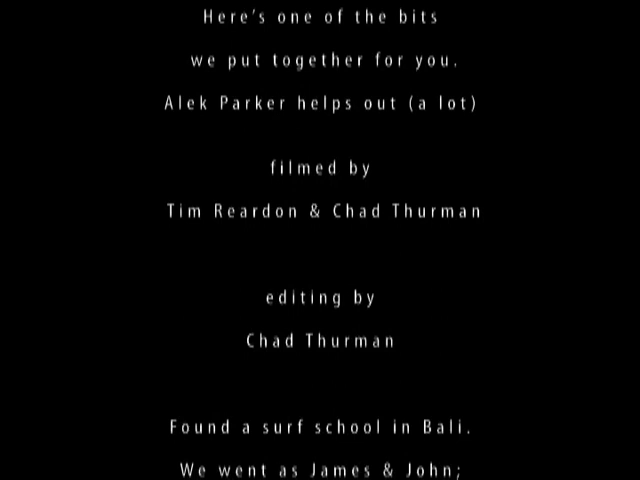 Here's one of the bits
we put together for you.
Alek Parker helps out (a lot)
filmed by
Tim Reardon & Chad Thurman
editing by
Chad Thurman
Found a surf school in Bali.
We went as James & John;